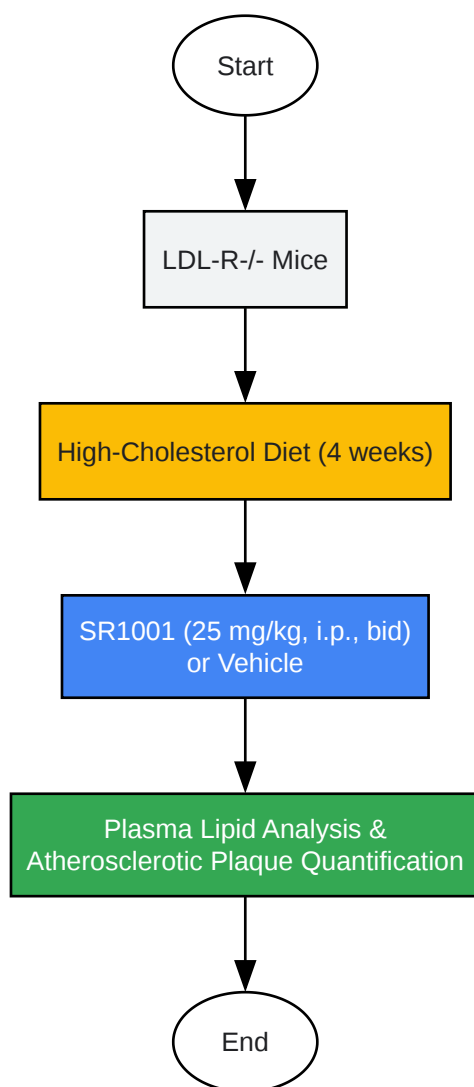 Start
LDL-R-/- Mice
High-Cholesterol Diet (4 weeks)
SR1001 (25 mg/kg, i.p., bid)
or Vehicle
Plasma Lipid Analysis &
Atherosclerotic Plaque Quantification
End